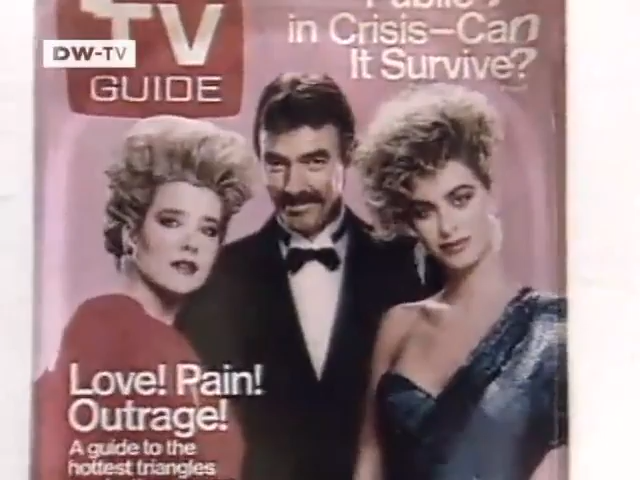 DW-TV
TV
GUIDE
in Crisis–Can
It Survive?
Love! Pain!
Outrage!
A guide to the
hottest triangles